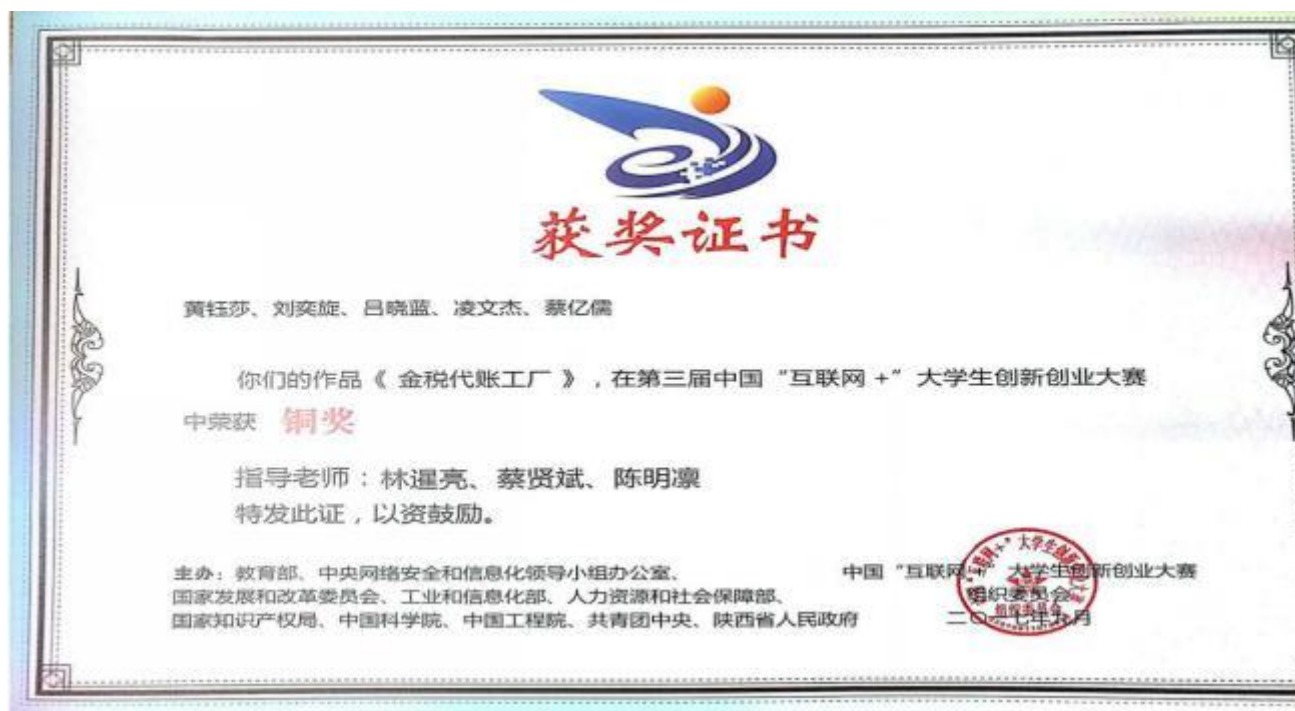 获奖证书
黄钰莎、刘奕旋、吕晓蓝、凌文杰、蔡亿儒
你们的作品《 金税代账工厂 》，在第三届中国“互联网 +”大学生创新创业大赛
中荣获 铜奖
指导老师：林暹亮、蔡贤斌、陈明凛
特发此证，以资鼓励。
主办：教育部、中央网络安全和信息化领导小组办公室、
国家发展和改革委员会、工业和信息化部、人力资源和社会保障部、
国家知识产权局、中国科学院、中国工程院、共青团中央、陕西省人民政府
中国“互联网 +”大学生创新创业大赛
组织委员会
二〇一七年九月